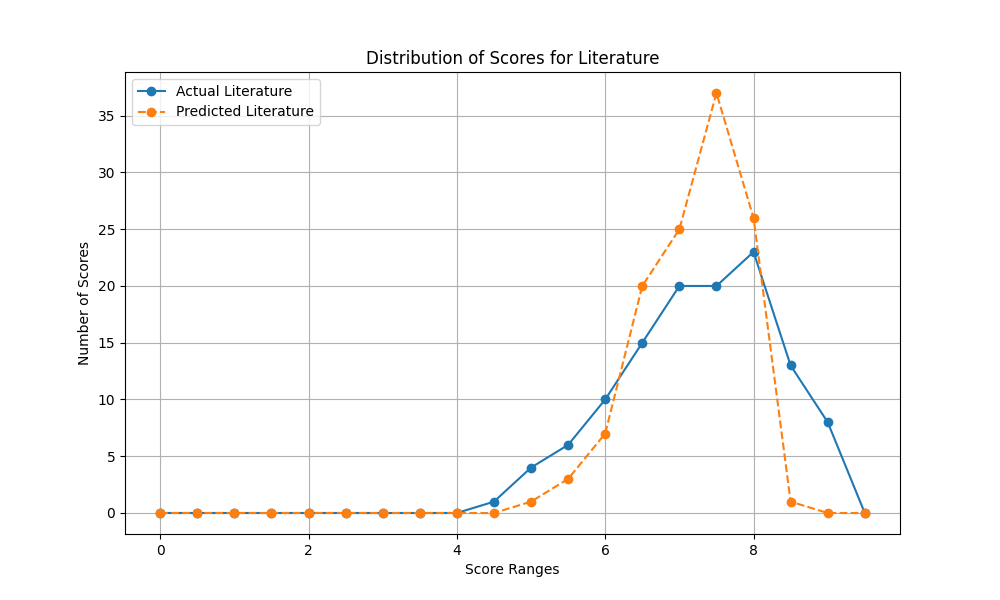 Distribution of Scores for Literature
Actual Literature
Predicted Literature
Number of Scores
35
30
25
20
15
10
5
0
0 2 4 6 8
Score Ranges